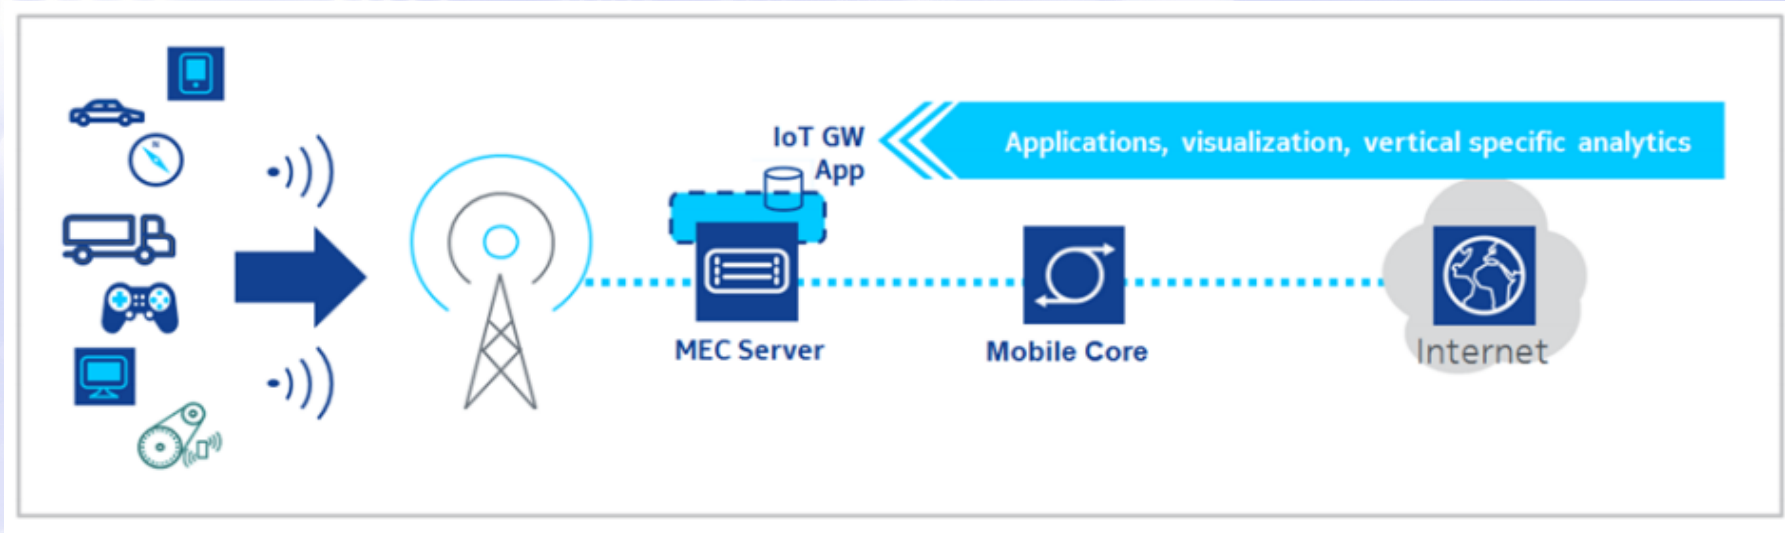 IoT GW
App
Applications, visualization, vertical specific analytics
N
MEC Server
Mobile Core
Internet